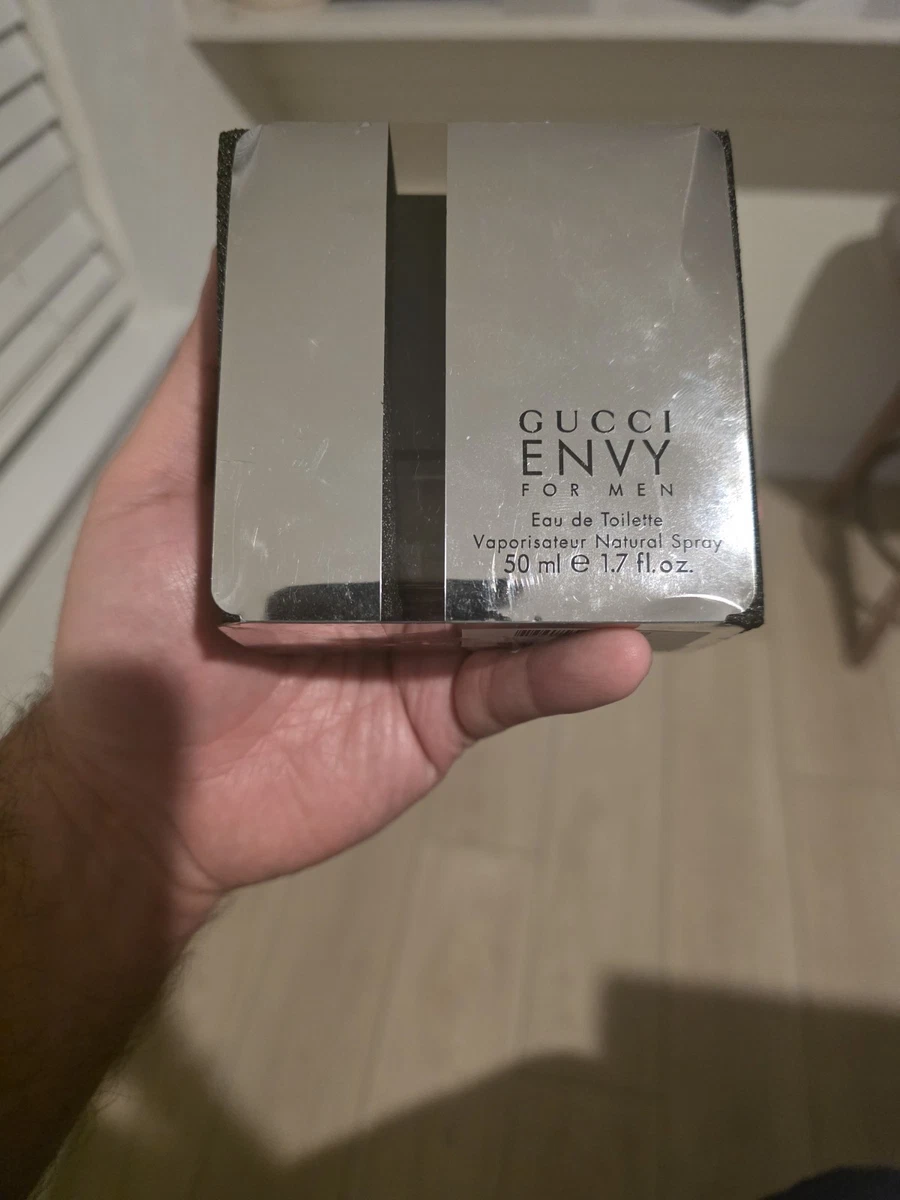 GUCCI
ENVY
FOR MEN
Eau de Toilette
Vaporisateur Natural Spray
50 ml ℮ 1.7 fl.oz.